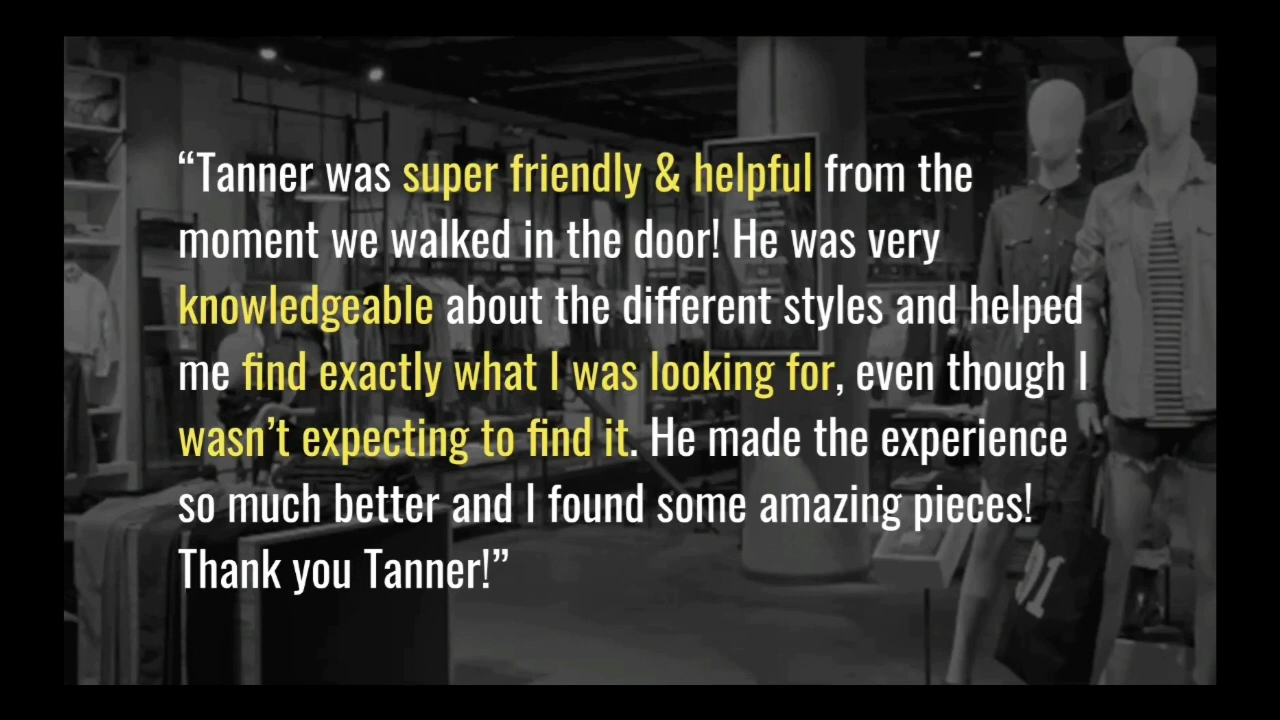 “Tanner was super friendly & helpful from the
moment we walked in the door! He was very
knowledgeable about the different styles and helped
me find exactly what I was looking for, even though I
wasn’t expecting to find it. He made the experience
so much better and I found some amazing pieces!
Thank you Tanner!”